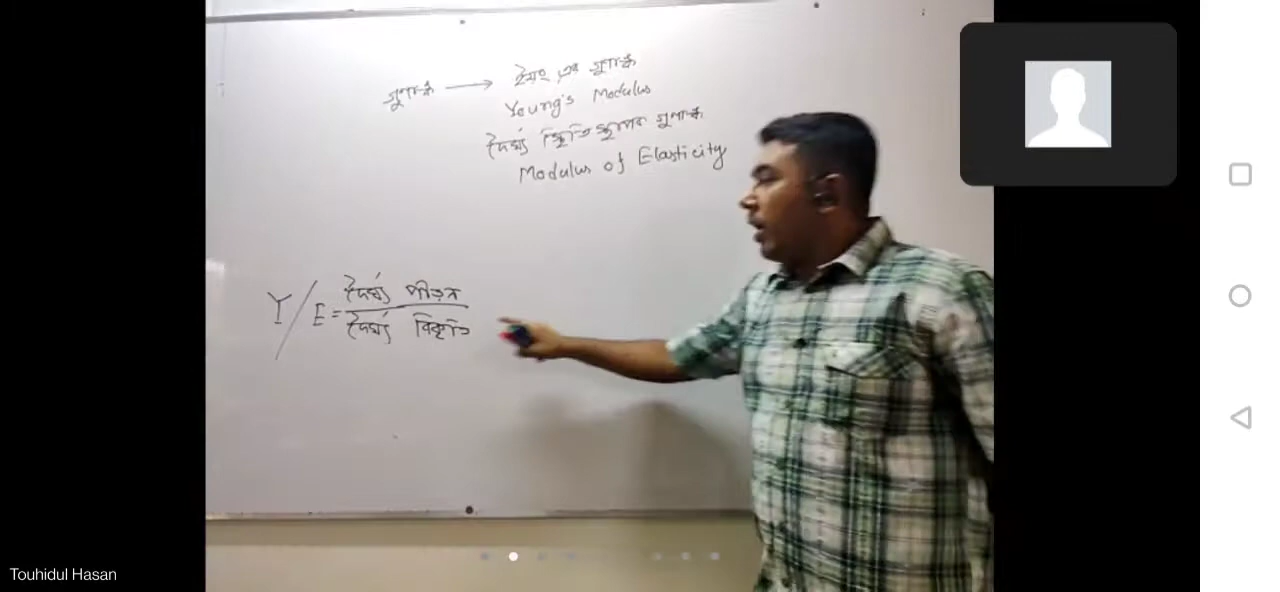 গুণাঙ্ক → ইয়ং এর গুণাঙ্ক
Young's Modulus
দৈর্ঘ্য স্থিতিস্থাপক গুণাঙ্ক
Modulus of Elasticity
Y/E = দৈর্ঘ্য পীড়ন
দৈর্ঘ্য বিকৃতি
Touhidul Hasan